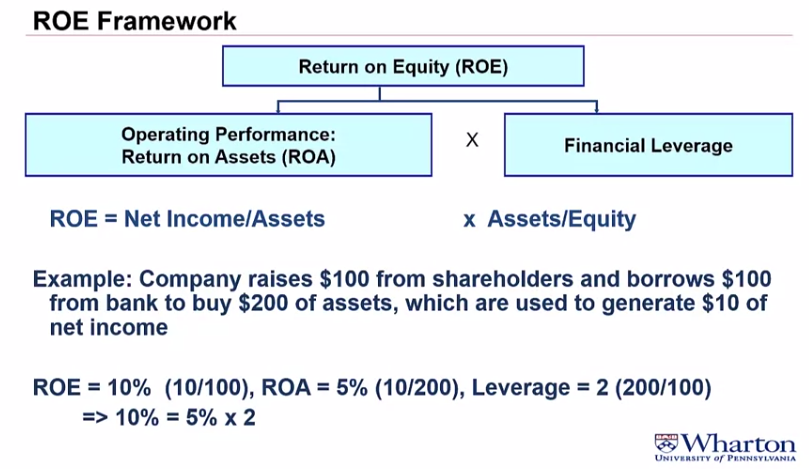 ROE Framework
Return on Equity (ROE)
Operating Performance:
Return on Assets (ROA)
X
Financial Leverage
ROE = Net Income/Assets x Assets/Equity
Example: Company raises $100 from shareholders and borrows $100
from bank to buy $200 of assets, which are used to generate $10 of
net income
ROE = 10% (10/100), ROA = 5% (10/200), Leverage = 2 (200/100)
=> 10% = 5% x 2
Wharton
UNIVERSITY of PENNSYLVANIA